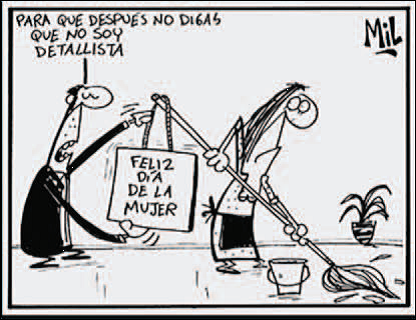 PARA QUE DESPUÉS NO DIGAS
QUE NO SOY
DETALLISTA
MiL
FELIZ
DÍA
DE LA
MUJER